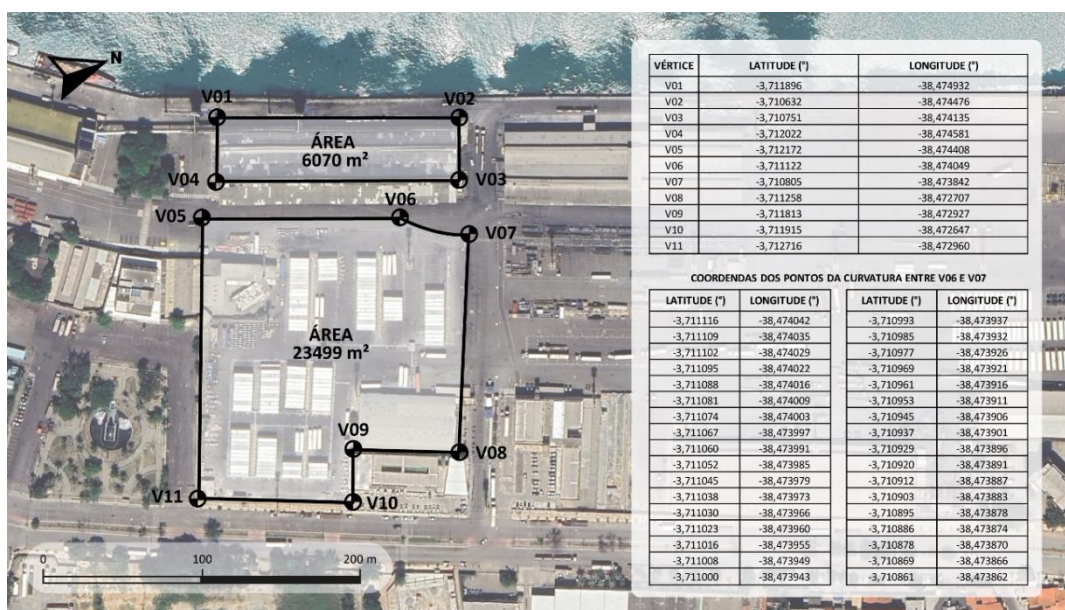 N
V01
V02
ÁREA
6070 m²
V04
V03
V05
V06
V07
ÁREA
23499 m²
V09
V08
V11
V10
0 100 200 m
VÉRTICE LATITUDE (°) LONGITUDE (°)
V01 -3,711896 -38,474932
V02 -3,710632 -38,474476
V03 -3,710751 -38,474135
V04 -3,712022 -38,474581
V05 -3,712172 -38,474408
V06 -3,711122 -38,474049
V07 -3,710805 -38,473842
V08 -3,711258 -38,472707
V09 -3,711813 -38,472927
V10 -3,711915 -38,472647
V11 -3,712716 -38,472960
COORDENDAS DOS PONTOS DA CURVATURA ENTRE V06 E V07
LATITUDE (°) LONGITUDE (°) LATITUDE (°) LONGITUDE (°)
-3,711116 -38,474042 -3,710993 -38,473937
-3,711109 -38,474035 -3,710985 -38,473932
-3,711102 -38,474029 -3,710977 -38,473926
-3,711095 -38,474022 -3,710969 -38,473921
-3,711088 -38,474016 -3,710961 -38,473916
-3,711081 -38,474009 -3,710953 -38,473911
-3,711074 -38,474003 -3,710945 -38,473906
-3,711067 -38,473997 -3,710937 -38,473901
-3,711060 -38,473991 -3,710929 -38,473896
-3,711052 -38,473985 -3,710920 -38,473891
-3,711045 -38,473979 -3,710912 -38,473887
-3,711038 -38,473973 -3,710903 -38,473883
-3,711030 -38,473966 -3,710895 -38,473878
-3,711023 -38,473960 -3,710886 -38,473874
-3,711016 -38,473955 -3,710878 -38,473870
-3,711008 -38,473949 -3,710869 -38,473866
-3,711000 -38,473943 -3,710861 -38,473862